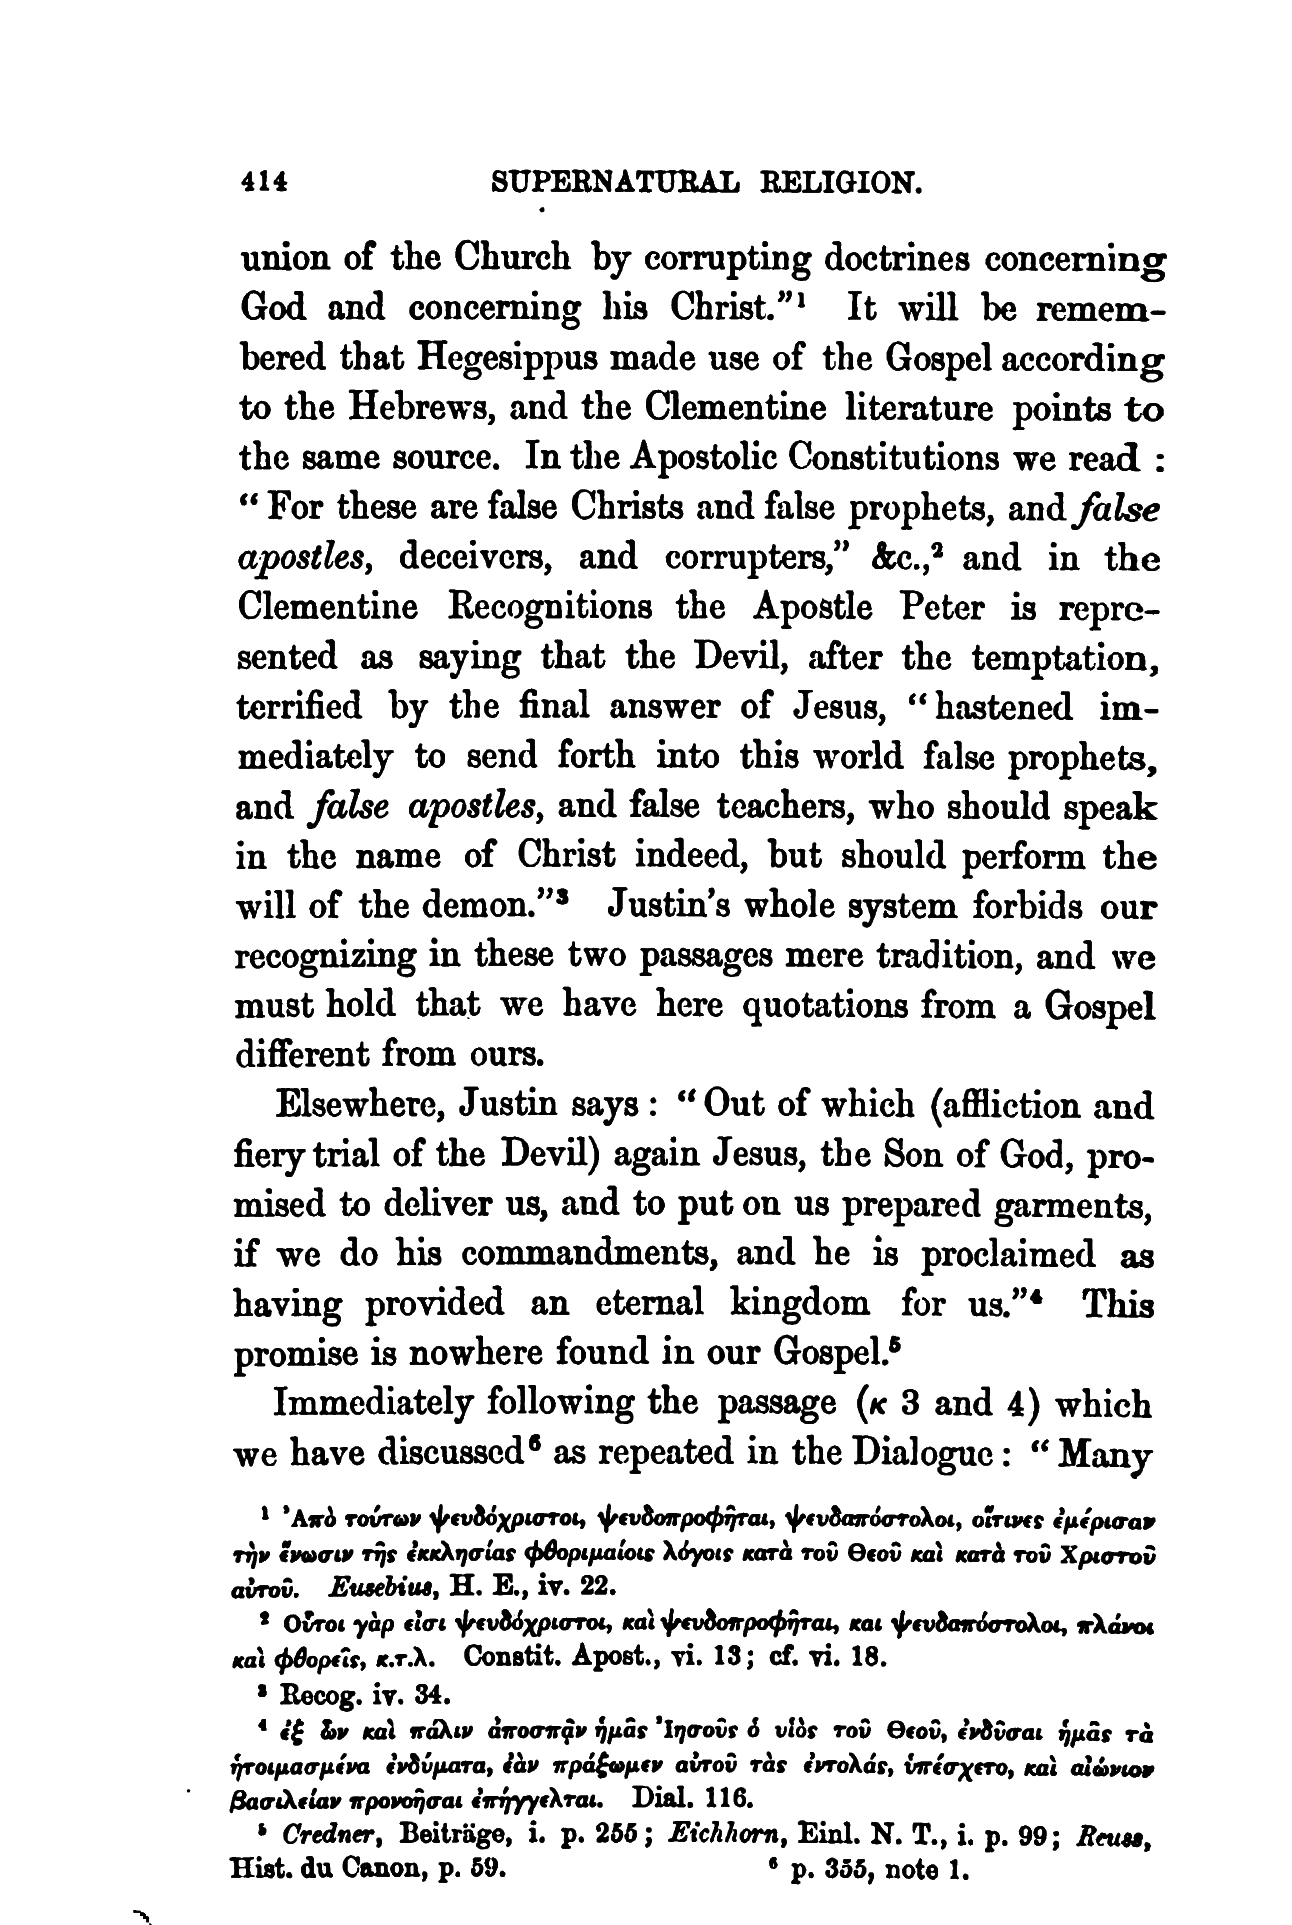 414 SUPERNATURAL RELIGION.
union of the Church by corrupting doctrines concerning
God and concerning his Christ.”¹ It will be remem-
bered that Hegesippus made use of the Gospel according
to the Hebrews, and the Clementine literature points to
the same source. In the Apostolic Constitutions we read :
“For these are false Christs and false prophets, and false
apostles, deceivers, and corrupters,” &c.,² and in the
Clementine Recognitions the Apostle Peter is repre-
sented as saying that the Devil, after the temptation,
terrified by the final answer of Jesus, “hastened im-
mediately to send forth into this world false prophets,
and false apostles, and false teachers, who should speak
in the name of Christ indeed, but should perform the
will of the demon.”³ Justin’s whole system forbids our
recognizing in these two passages mere tradition, and we
must hold that we have here quotations from a Gospel
different from ours.
Elsewhere, Justin says : “Out of which (affliction and
fiery trial of the Devil) again Jesus, the Son of God, pro-
mised to deliver us, and to put on us prepared garments,
if we do his commandments, and he is proclaimed as
having provided an eternal kingdom for us.”⁴ This
promise is nowhere found in our Gospel.⁵
Immediately following the passage (κ 3 and 4) which
we have discussed⁶ as repeated in the Dialogue : “Many
¹ Ἀπὸ τούτων ψευδόχριστοι, ψευδοπροφῆται, ψευδαπόστολοι, οἵτινες ἐμέρισαν
τὴν ἕνωσιν τῆς ἐκκλησίας φθοριμαίοις λόγοις κατὰ τοῦ Θεοῦ καὶ κατὰ τοῦ Χριστοῦ
αὐτοῦ. Eusebius, H. E., iv. 22.
² Οὗτοι γὰρ εἰσι ψευδόχριστοι, καὶ ψευδοπροφῆται, και ψευδαπόστολοι, πλάνοι
καὶ φθορεῖς, κ.τ.λ. Constit. Apost., vi. 13; cf. vi. 18.
³ Recog. iv. 34.
⁴ ἐξ ὧν καὶ πάλιν ἀποσπᾷν ἡμᾶς Ἰησοῦς ὁ υἱὸς τοῦ Θεοῦ, ἐνδῦσαι ἡμᾶς τὰ
ἡτοιμασμένα ἐνδύματα, ἐὰν πράξωμεν αὐτοῦ τὰς ἐντολάς, ὑπέσχετο, καὶ αἰώνιον
βασιλείαν προνοῆσαι ἐπήγγελται. Dial. 116.
⁵ Credner, Beiträge, i. p. 255; Eichhorn, Einl. N. T., i. p. 99; Reuss,
Hist. du Canon, p. 59. ⁶ p. 355, note 1.